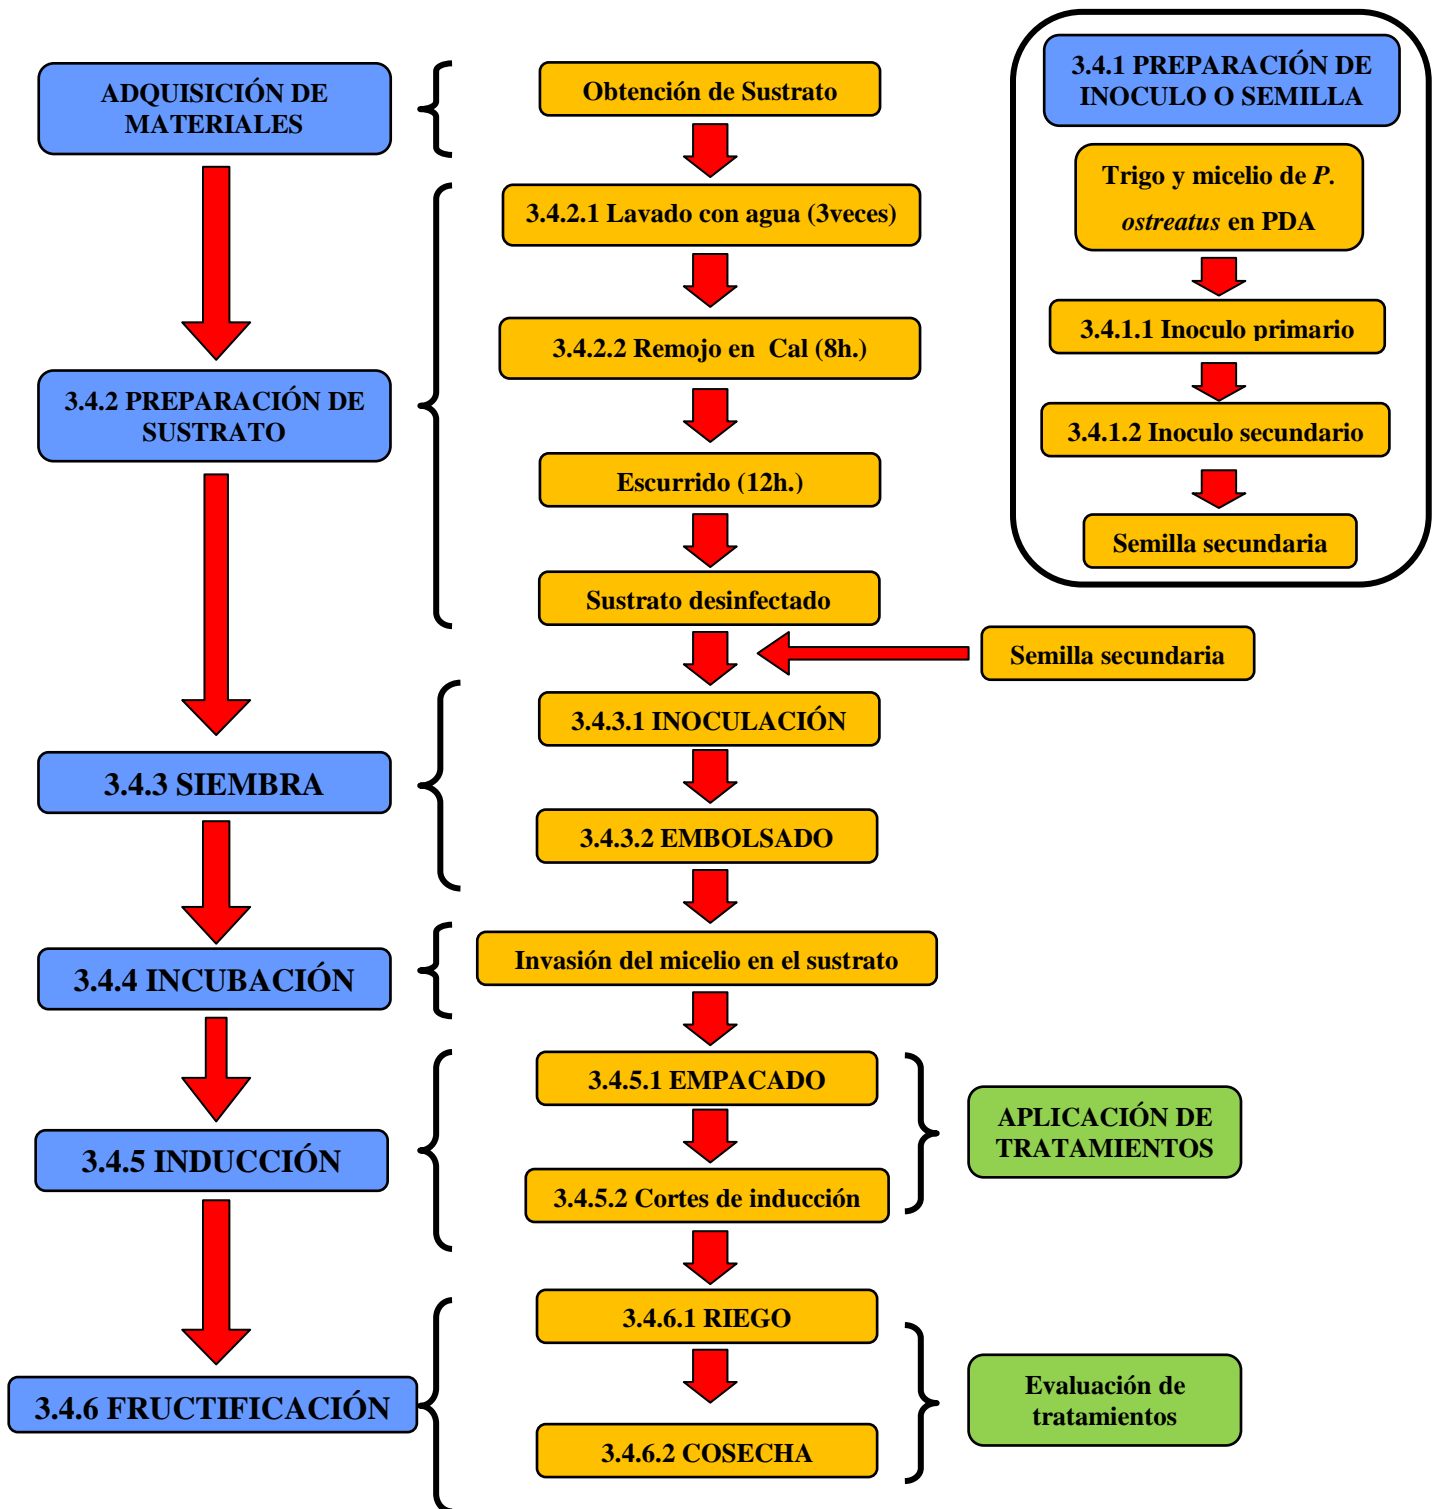 ADQUISICIÓN DE
MATERIALES
Obtención de Sustrato
3.4.2 PREPARACIÓN DE
SUSTRATO
3.4.2.1 Lavado con agua (3veces)
3.4.2.2 Remojo en Cal (8h.)
Escurrido (12h.)
Sustrato desinfectado
3.4.1 PREPARACIÓN DE
INOCULO O SEMILLA
Trigo y micelio de P.
ostreatus en PDA
3.4.1.1 Inoculo primario
3.4.1.2 Inoculo secundario
Semilla secundaria
Semilla secundaria
3.4.3 SIEMBRA
3.4.3.1 INOCULACIÓN
3.4.3.2 EMBOLSADO
3.4.4 INCUBACIÓN
Invasión del micelio en el sustrato
3.4.5 INDUCCIÓN
3.4.5.1 EMPACADO
3.4.5.2 Cortes de inducción
APLICACIÓN DE
TRATAMIENTOS
3.4.6 FRUCTIFICACIÓN
3.4.6.1 RIEGO
3.4.6.2 COSECHA
Evaluación de
tratamientos